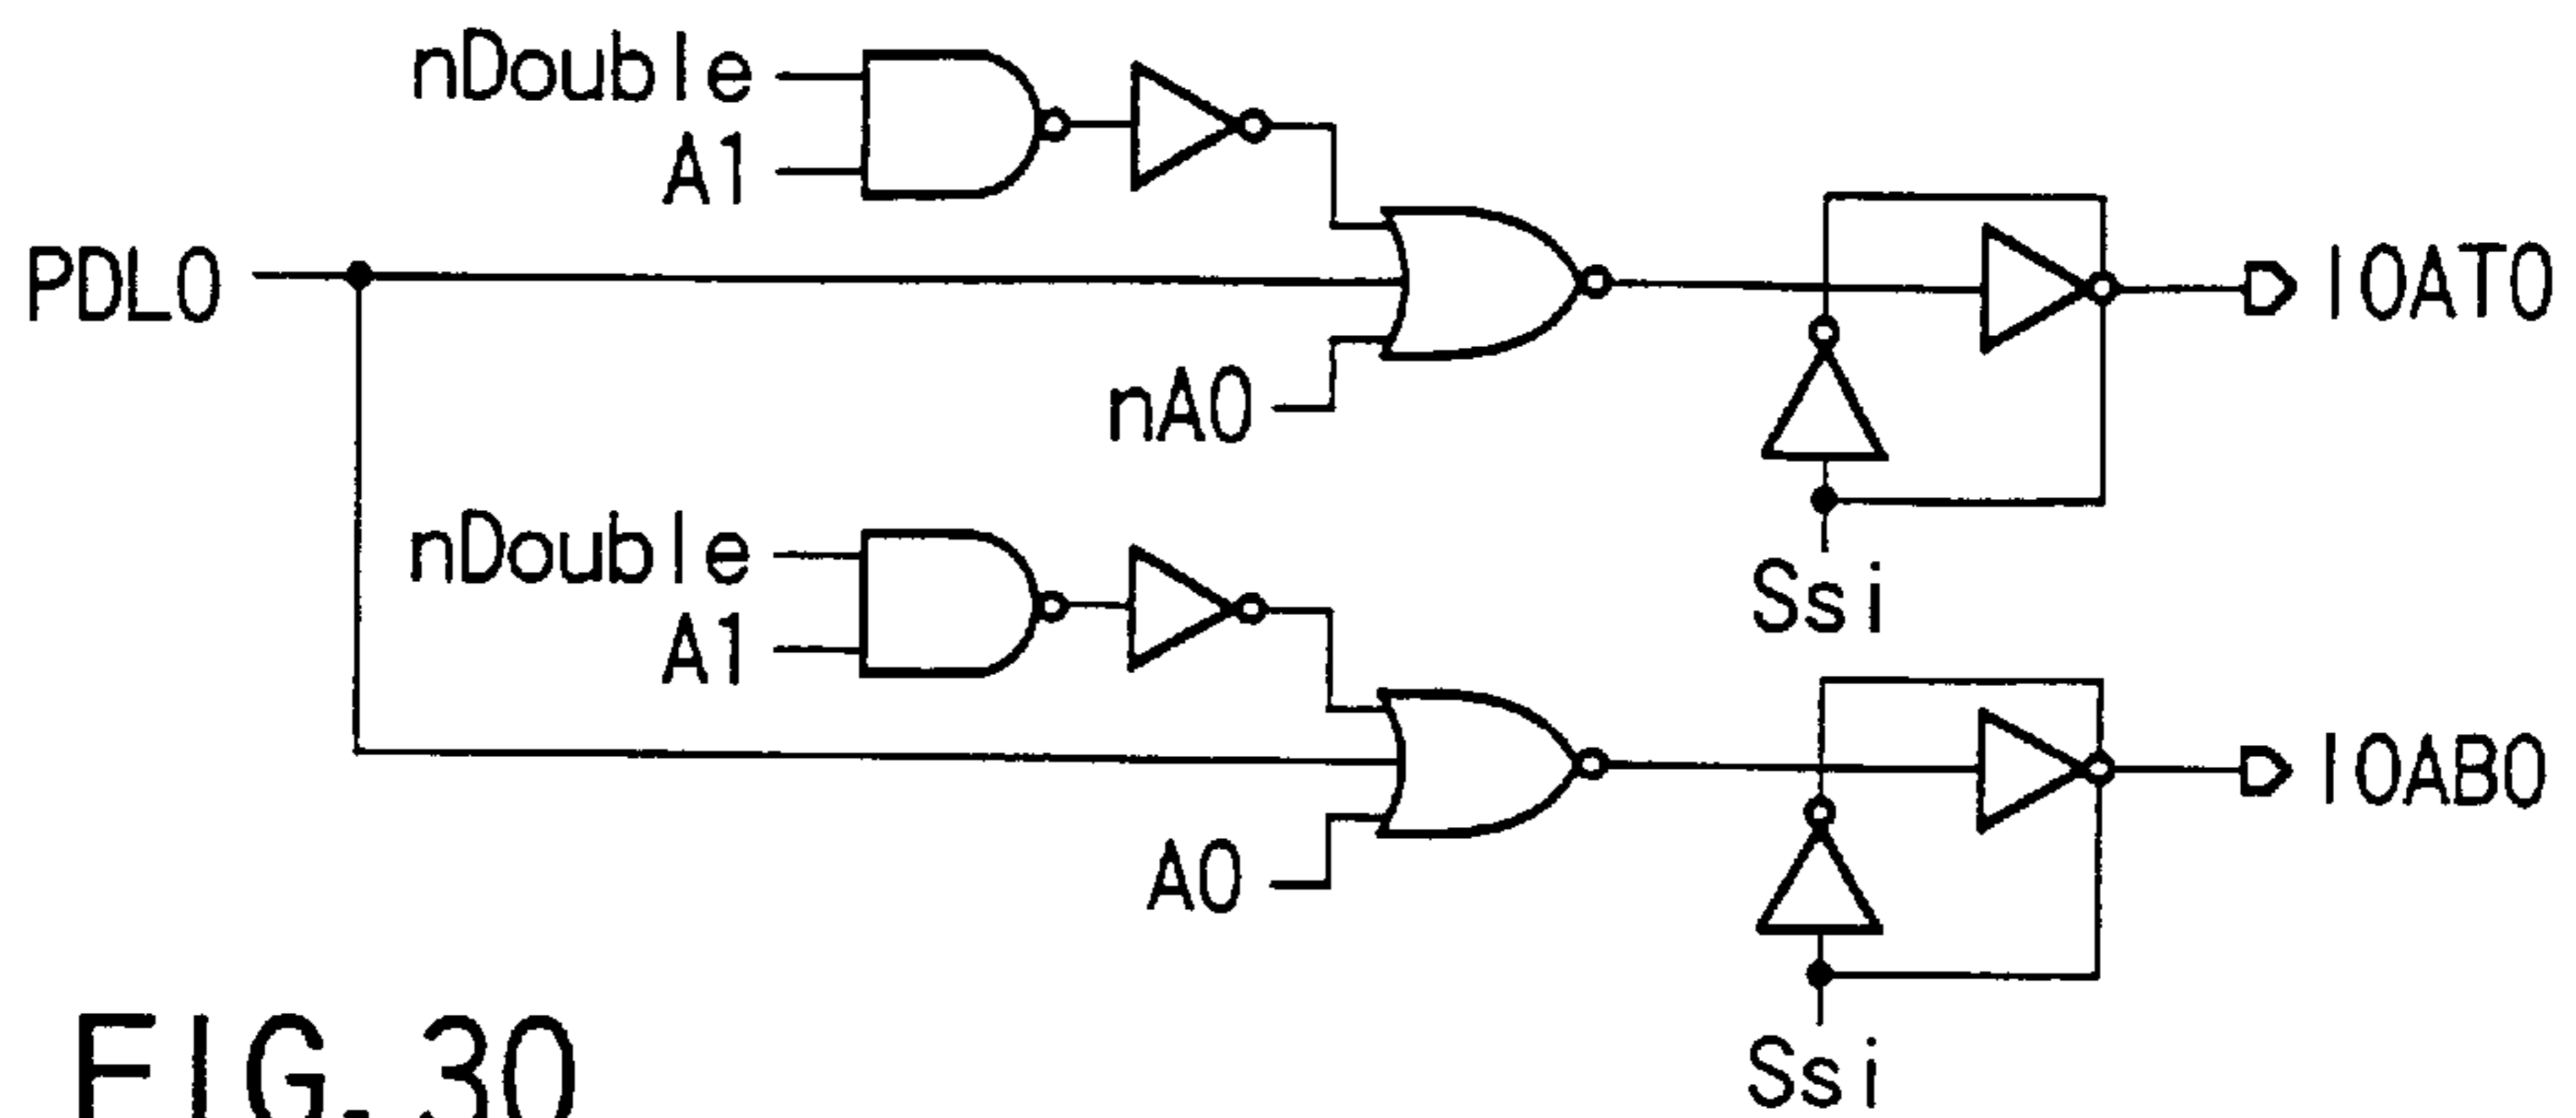 nDouble
A1
PDL0
nA0
IOAT0
Ssi
nDouble
A1
A0
IOAB0
Ssi
FIG. 30